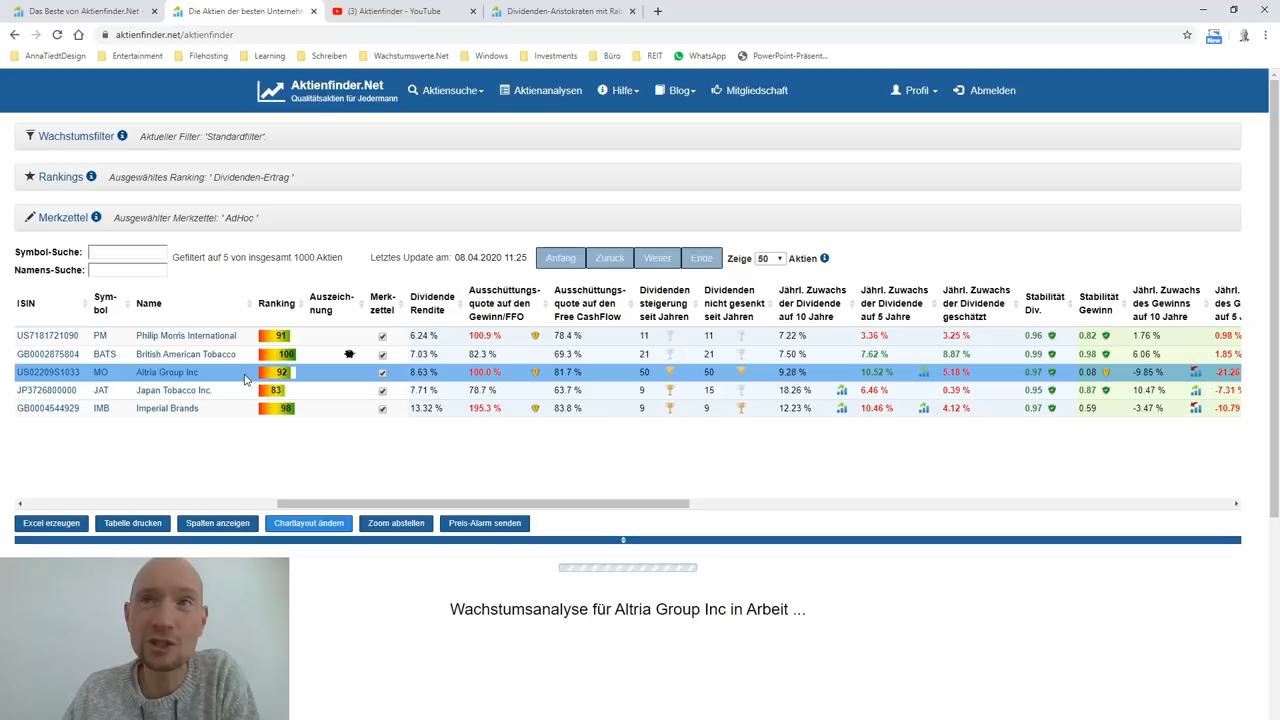 Das Beste von Aktienfinder.Net -
Die Aktien der besten Unternehm
(3) Aktienfinder - YouTube
Dividenden-Aristokraten mit Rab
aktienfinder.net/aktienfinder
AnnaTiedtDesign
Entertainment
Filehosting
Learning
Schreiben
Wachstumswerte.Net
Windows
Investments
Büro
REIT
WhatsApp
PowerPoint-Präsent...
New
Aktienfinder.Net
Qualitätsaktien für Jedermann
Aktiensuche
Aktienanalysen
Hilfe
Blog
Mitgliedschaft
Profil
Abmelden
Wachstumsfilter Aktueller Filter: 'Standardfilter'.
Rankings Ausgewähltes Ranking: ' Dividenden-Ertrag '
Merkzettel Ausgewählter Merkzettel: ' AdHoc '
Symbol-Suche:
Namens-Suche:
Gefiltert auf 5 von insgesamt 1000 Aktien
Letztes Update am: 08.04.2020 11:25
Anfang Zurück Weiter Ende
Zeige 50 Aktien
ISIN
Sym-
bol
Name
Ranking
Auszeich-
nung
Merk-
zettel
Dividende
Rendite
Ausschüttungs-
quote auf den
Gewinn/FFO
Ausschüttungs-
quote auf den
Free CashFlow
Dividenden
steigerung
seit Jahren
Dividenden
nicht gesenkt
seit Jahren
Jährl. Zuwachs
der Dividende
auf 10 Jahre
Jährl. Zuwachs
der Dividende
auf 5 Jahre
Jährl. Zuwachs
der Dividende
geschätzt
Stabilität
Div.
Stabilität
Gewinn
Jährl. Zuwachs
des Gewinns
auf 10 Jahre
Jährl.
des G
auf 5
US7181721090 PM Philip Morris International 91 6.24 % 100.9 % 78.4 % 11 11 7.22 % 3.36 % 3.25 % 0.96 0.82 1.76 % 0.98
GB0002875804 BATS British American Tobacco 100 7.03 % 82.3 % 69.3 % 21 21 7.50 % 7.62 % 8.87 % 0.99 0.98 6.06 % 1.85
US02209S1033 MO Altria Group Inc 92 8.63 % 100.0 % 81.7 % 50 50 9.28 % 10.52 % 5.18 % 0.97 0.08 -9.85 % -21.26
JP3726800000 JAT Japan Tobacco Inc. 83 7.71 % 78.7 % 63.7 % 9 15 18.26 % 6.46 % 0.39 % 0.95 0.87 10.47 % -7.31
GB0004544929 IMB Imperial Brands 98 13.32 % 195.3 % 83.8 % 9 9 12.23 % 10.46 % 4.12 % 0.97 0.59 -3.47 % -10.79
Excel erzeugen
Tabelle drucken
Spalten anzeigen
Chartlayout ändern
Zoom abstellen
Preis-Alarm senden
Wachstumsanalyse für Altria Group Inc in Arbeit ...